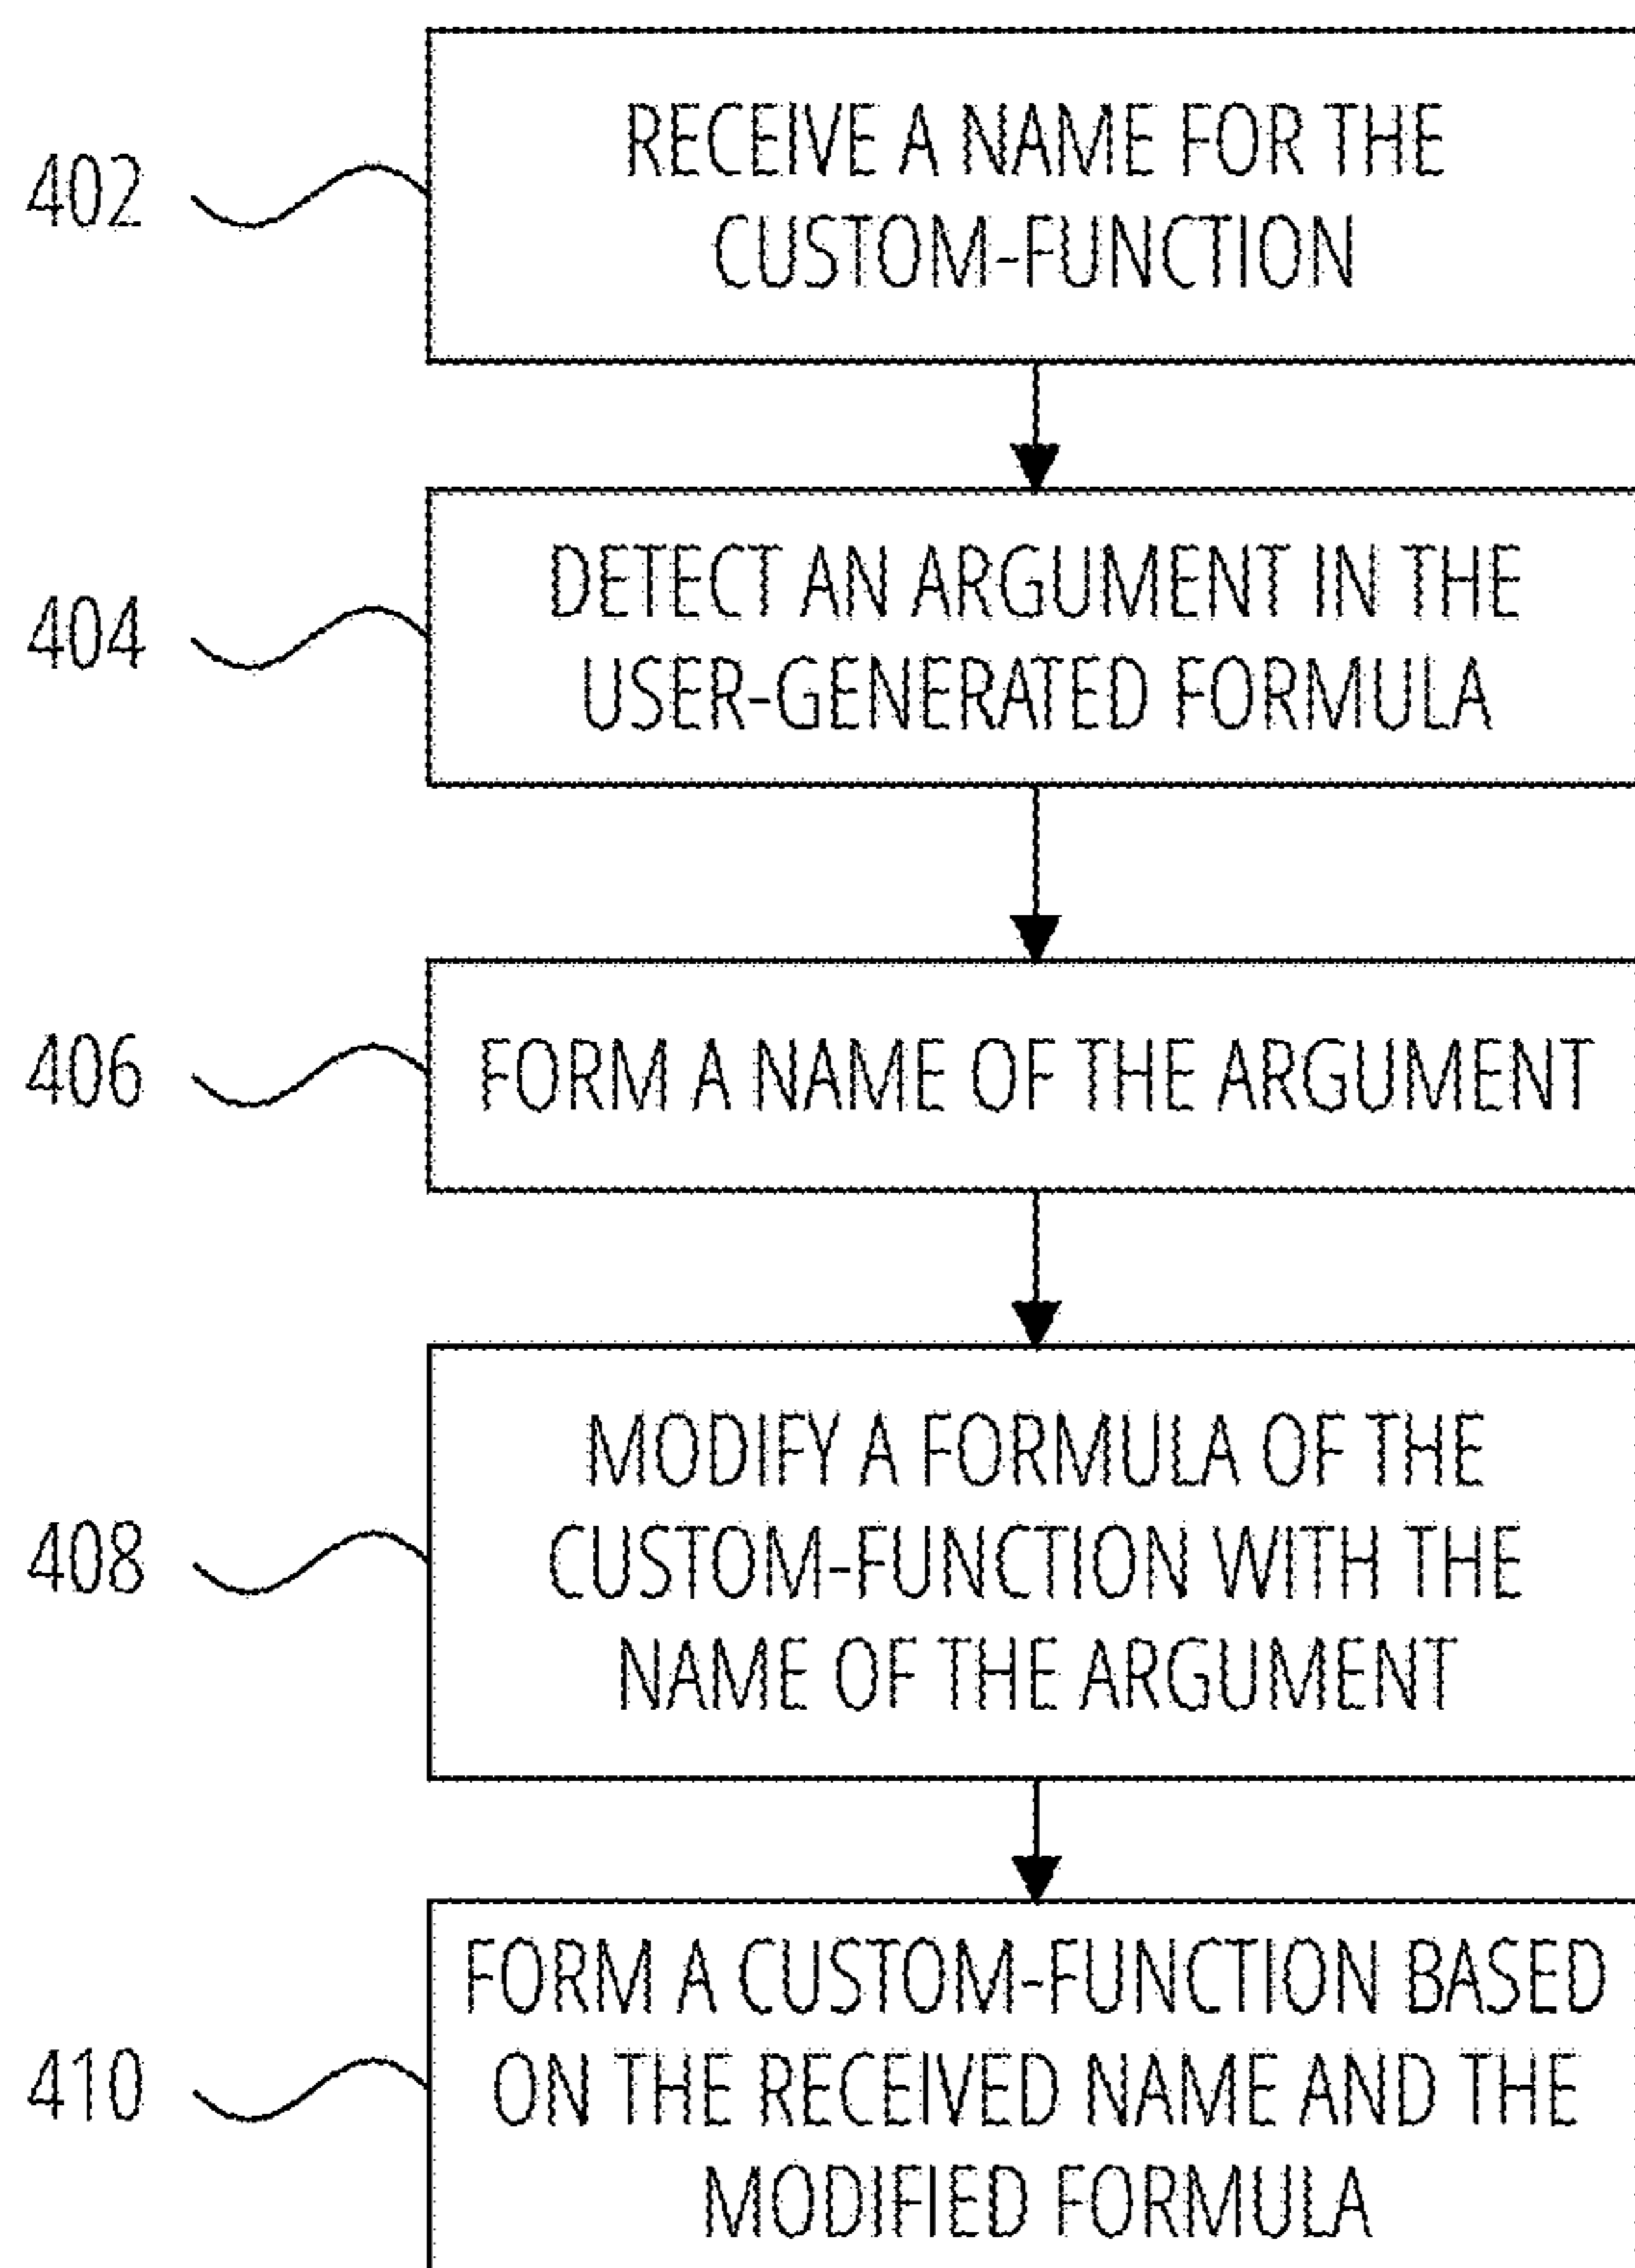 402
RECEIVE A NAME FOR THE
CUSTOM-FUNCTION
404
DETECT AN ARGUMENT IN THE
USER-GENERATED FORMULA
406
FORM A NAME OF THE ARGUMENT
408
MODIFY A FORMULA OF THE
CUSTOM-FUNCTION WITH THE
NAME OF THE ARGUMENT
410
FORM A CUSTOM-FUNCTION BASED
ON THE RECEIVED NAME AND THE
MODIFIED FORMULA